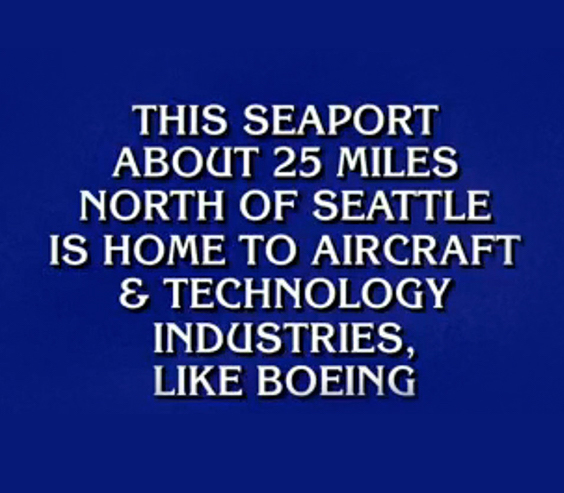 THIS SEAPORT
ABOUT 25 MILES
NORTH OF SEATTLE
IS HOME TO AIRCRAFT
& TECHNOLOGY
INDUSTRIES,
LIKE BOEING